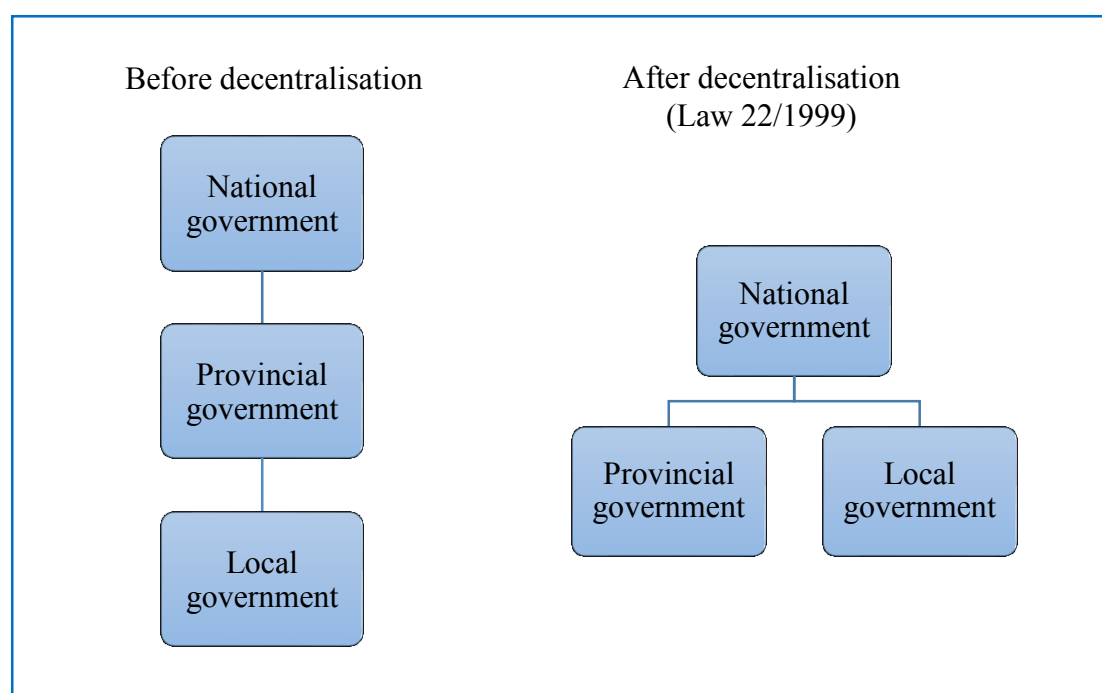 Before decentralisation
National
government
Provincial
government
Local
government
After decentralisation
(Law 22/1999)
National
government
Provincial
government
Local
government